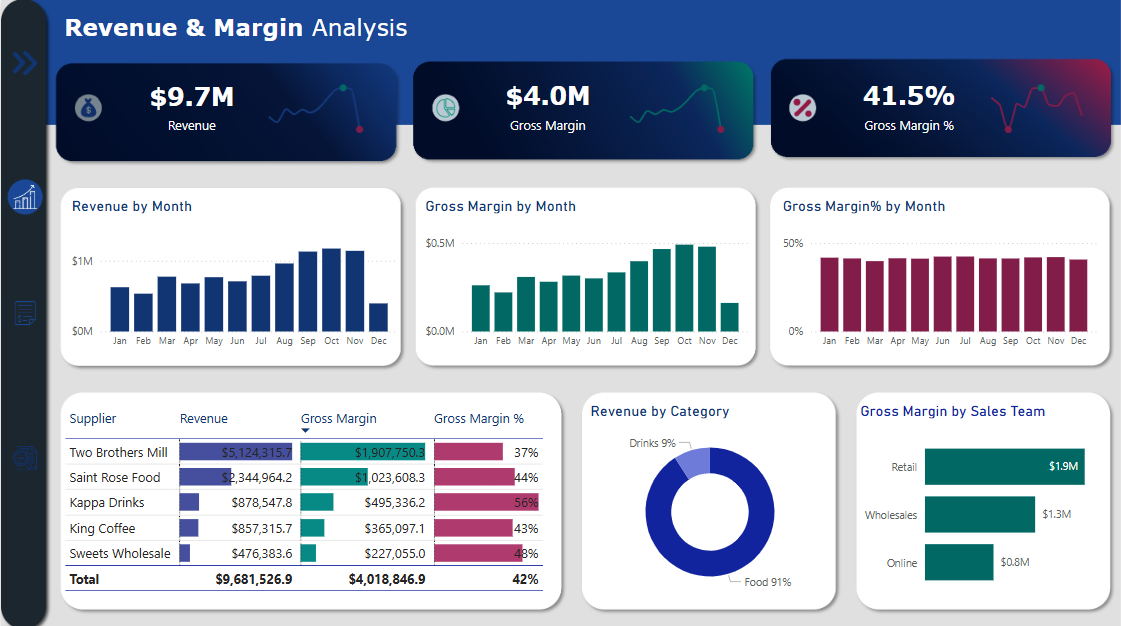 Revenue & Margin Analysis
$9.7M
Revenue
$4.0M
Gross Margin
41.5%
Gross Margin %
Revenue by Month
$1M
$0M
Jan Feb Mar Apr May Jun Jul Aug Sep Oct Nov Dec
Gross Margin by Month
$0.5M
$0.0M
Jan Feb Mar Apr May Jun Jul Aug Sep Oct Nov Dec
Gross Margin% by Month
50%
0%
Jan Feb Mar Apr May Jun Jul Aug Sep Oct Nov Dec
Supplier Revenue Gross Margin Gross Margin %
Two Brothers Mill $5,124,315.7 $1,907,750.3 37%
Saint Rose Food $2,344,964.2 $1,023,608.3 44%
Kappa Drinks $878,547.8 $495,336.2 56%
King Coffee $857,315.7 $365,097.1 43%
Sweets Wholesale $476,383.6 $227,055.0 48%
Total $9,681,526.9 $4,018,846.9 42%
Revenue by Category
Drinks 9%
Food 91%
Gross Margin by Sales Team
Retail $1.9M
Wholesales $1.3M
Online $0.8M